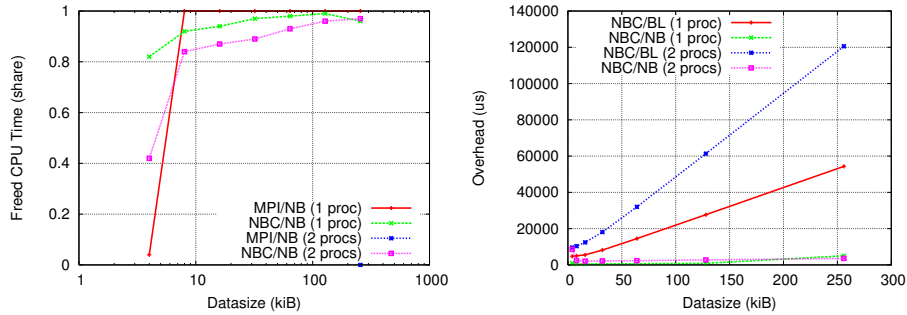 1
0.8
0.6
0.4
0.2
0
1
10
100
1000
Freed CPU Time (share)
Datasize (kiB)
MPI/NB (1 proc)
NBC/NB (1 proc)
MPI/NB (2 procs)
NBC/NB (2 procs)
140000
120000
100000
80000
60000
40000
20000
0
0
50
100
150
200
250
300
Overhead (us)
Datasize (kiB)
NBC/BL (1 proc)
NBC/NB (1 proc)
NBC/BL (2 procs)
NBC/NB (2 procs)